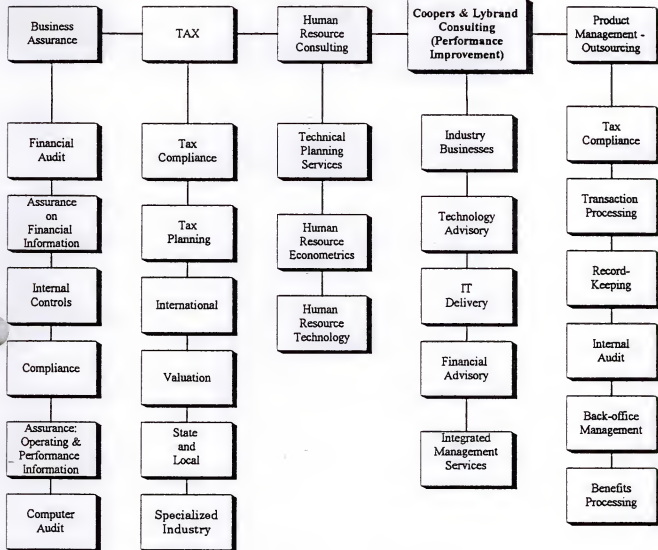 Business
Assurance
TAX
Human
Resource
Consulting
Coopers & Lybrand
Consulting
(Performance
Improvement)
Product
Management -
Outsourcing
Financial
Audit
Assurance
on
Financial
Information
Internal
Controls
Compliance
Assurance:
Operating &
Performance
Information
Computer
Audit
Tax
Compliance
Tax
Planning
International
Valuation
State
and
Local
Specialized
Industry
Technical
Planning
Services
Human
Resource
Econometrics
Human
Resource
Technology
Industry
Businesses
Technology
Advisory
IT
Delivery
Financial
Advisory
Integrated
Management
Services
Tax
Compliance
Transaction
Processing
Record-
Keeping
Internal
Audit
Back-office
Management
Benefits
Processing